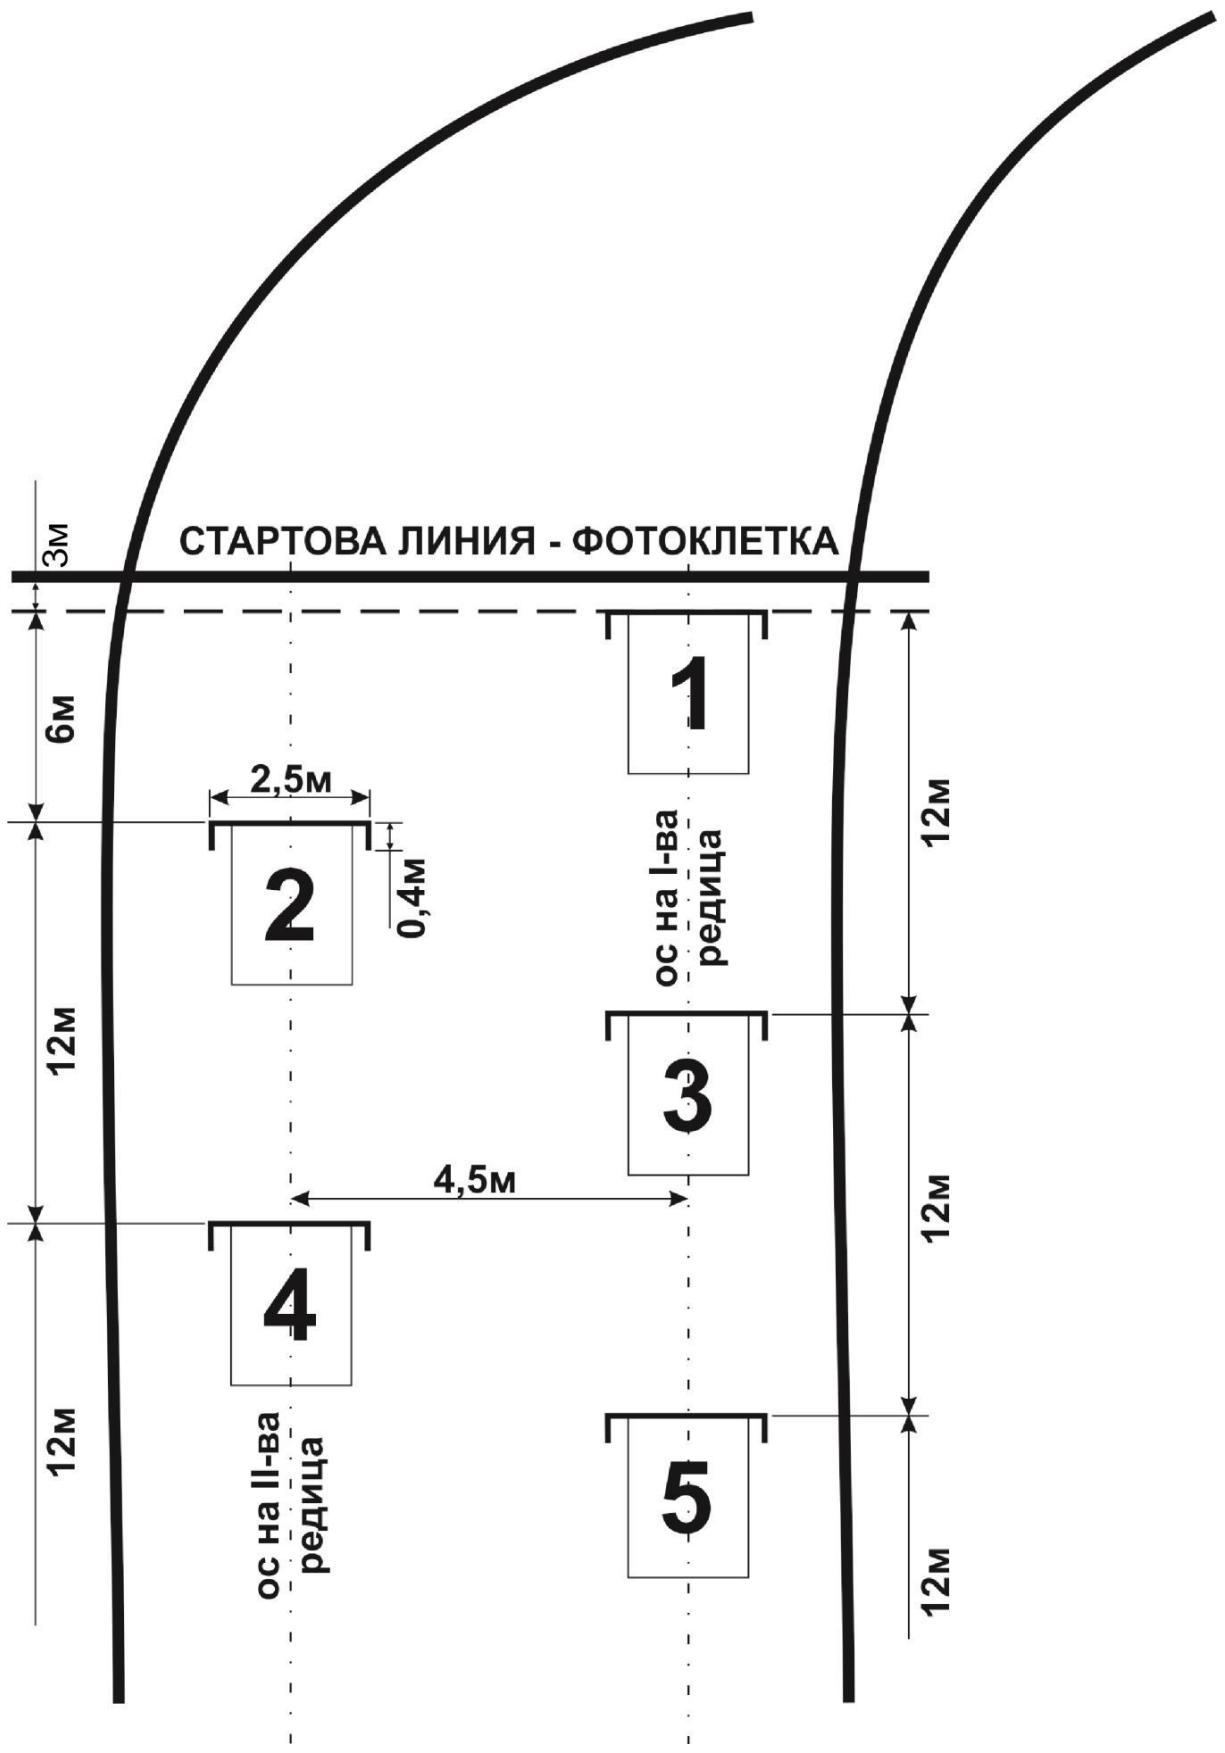 СТАРТОВА ЛИНИЯ - ФОТОКЛЕТКА
3м
1
6м
2,5м
12м
2
0,4м
ос на I-ва
редица
12м
3
4,5м
12м
4
12м
ос на II-ва
редица
5
12м